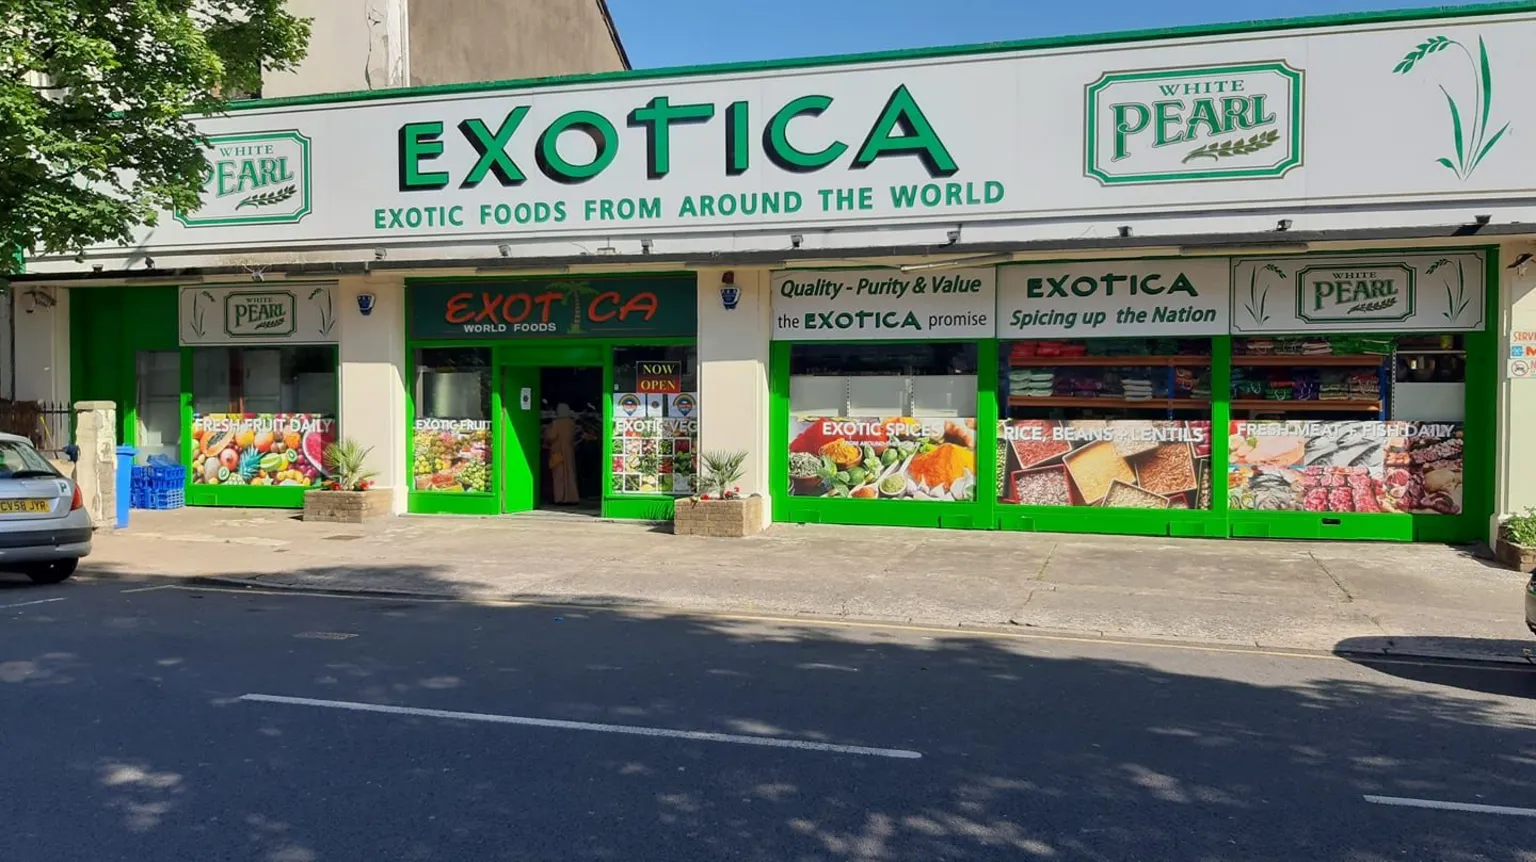 WHITE
PEARL
EXOTICA
EXOTIC FOODS FROM AROUND THE WORLD
WHITE
PEARL
WHITE
PEARL
EXOTICA
WORLD FOODS
Quality - Purity & Value
the EXOTICA promise
EXOTICA
Spicing up the Nation
WHITE
PEARL
NOW
OPEN
FRESH FRUIT DAILY
EXOTIC FRUIT
EXOTIC VEG
EXOTIC SPICES
RICE, BEANS & LENTILS
FRESH MEAT & FISH DAILY
CV58 JYR